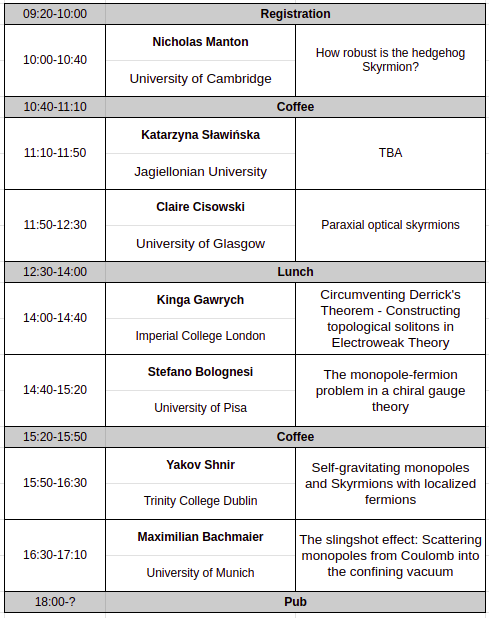 09:20-10:00 Registration
Nicholas Manton
10:00-10:40
University of Cambridge
How robust is the hedgehog
Skyrmion?
10:40-11:10 Coffee
Katarzyna Sławińska
11:10-11:50
Jagiellonian University
TBA
Claire Cisowski
11:50-12:30
University of Glasgow
Paraxial optical skyrmions
12:30-14:00 Lunch
Kinga Gawrych
14:00-14:40
Imperial College London
Circumventing Derrick's
Theorem - Constructing
topological solitons in
Electroweak Theory
Stefano Bolognesi
14:40-15:20
University of Pisa
The monopole-fermion
problem in a chiral gauge
theory
15:20-15:50 Coffee
Yakov Shnir
15:50-16:30
Trinity College Dublin
Self-gravitating monopoles
and Skyrmions with localized
fermions
Maximilian Bachmaier
16:30-17:10
University of Munich
The slingshot effect: Scattering
monopoles from Coulomb into
the confining vacuum
18:00-? Pub